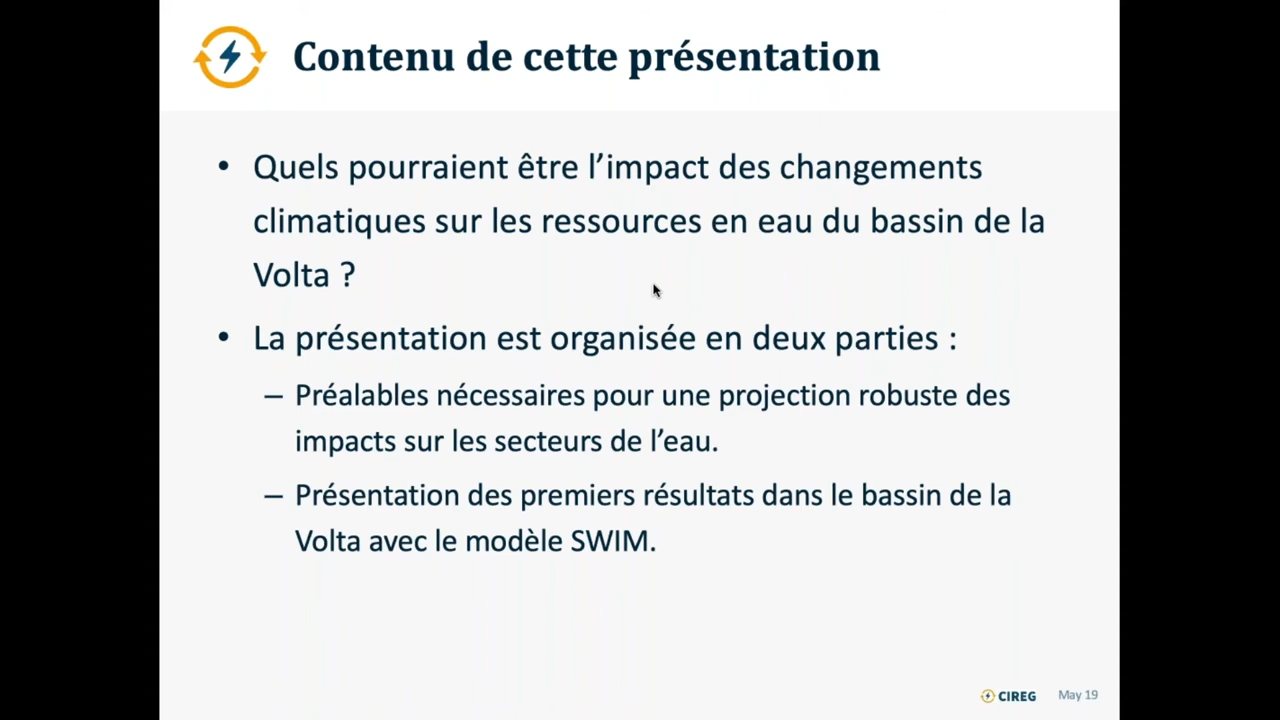 Contenu de cette présentation
• Quels pourraient être l’impact des changements
climatiques sur les ressources en eau du bassin de la
Volta ?
• La présentation est organisée en deux parties :
– Préalables nécessaires pour une projection robuste des
impacts sur les secteurs de l’eau.
– Présentation des premiers résultats dans le bassin de la
Volta avec le modèle SWIM.
CIREG May 19